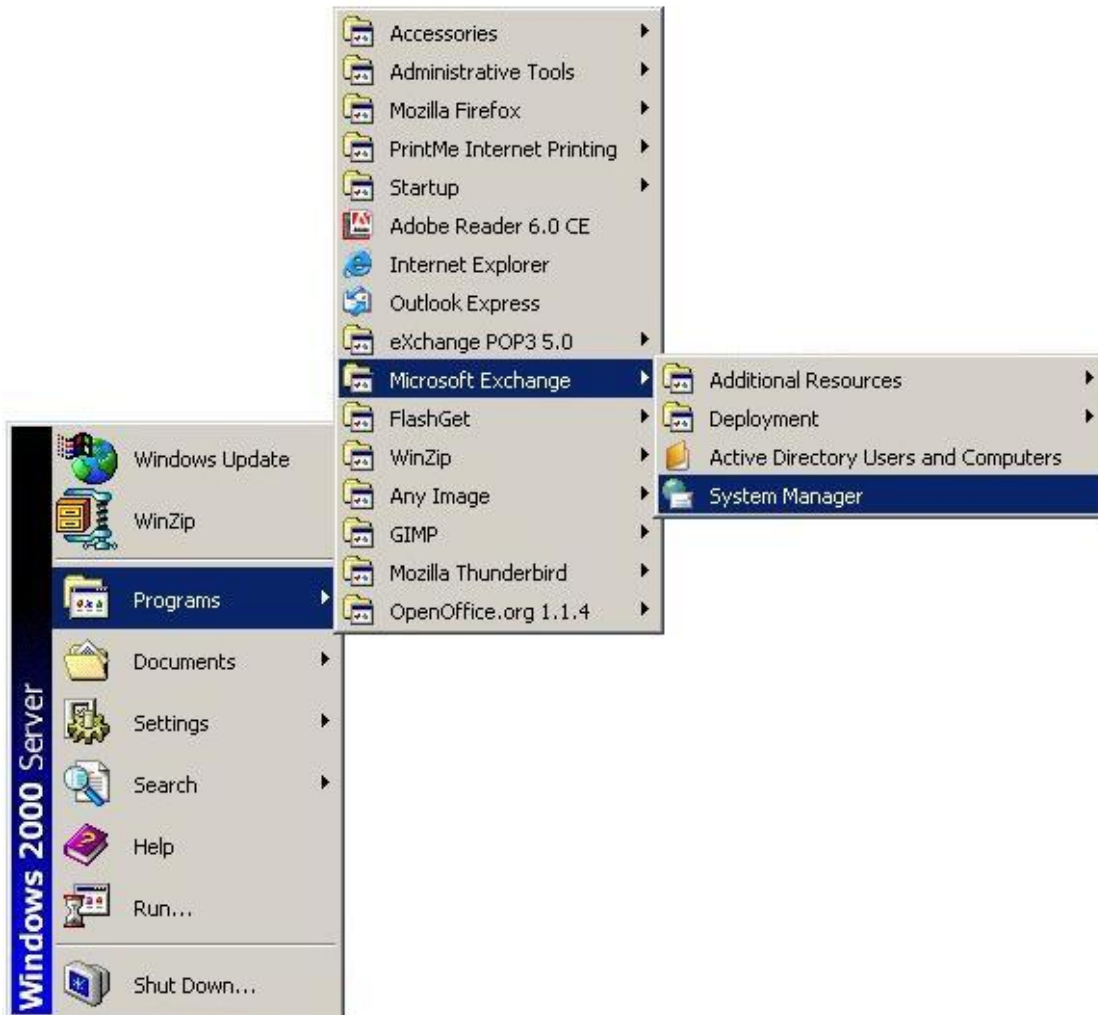 Accessories
Administrative Tools
Mozilla Firefox
PrintMe Internet Printing
Startup
Adobe Reader 6.0 CE
Internet Explorer
Outlook Express
eXchange POP3 5.0
Microsoft Exchange
FlashGet
WinZip
Any Image
GIMP
Mozilla Thunderbird
OpenOffice.org 1.1.4
Additional Resources
Deployment
Active Directory Users and Computers
System Manager
Windows Update
WinZip
Programs
Documents
Settings
Search
Help
Run...
Shut Down...
Windows 2000 Server